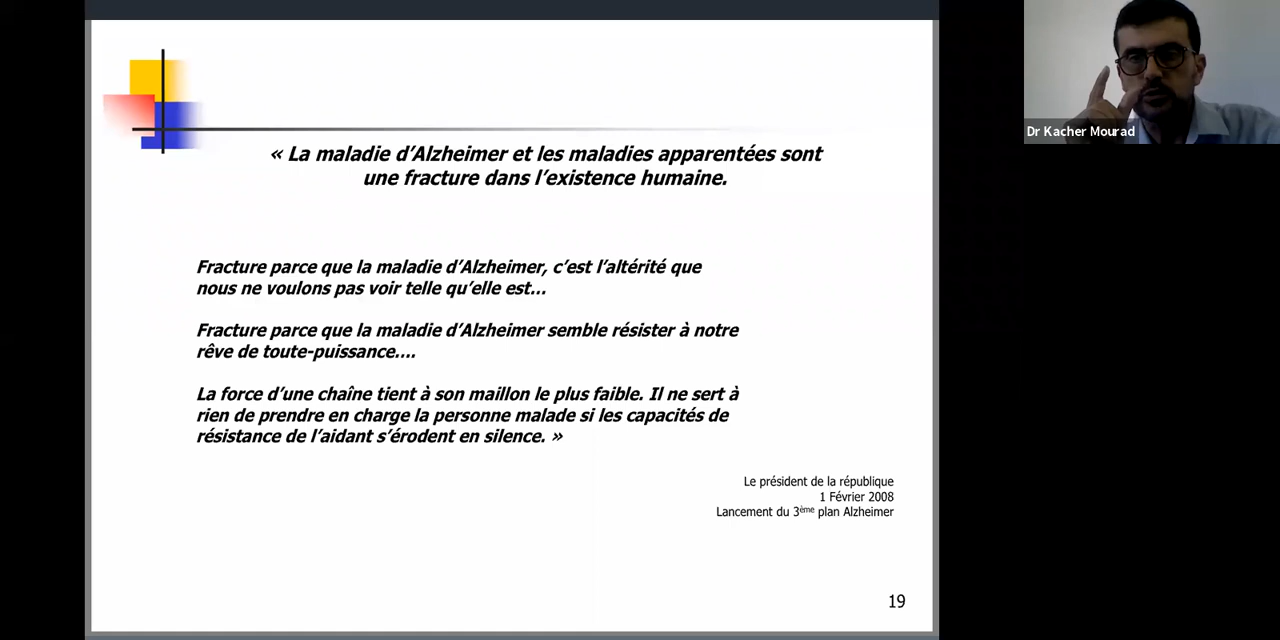 « La maladie d’Alzheimer et les maladies apparentées sont
une fracture dans l’existence humaine.
Fracture parce que la maladie d’Alzheimer, c’est l’altérité que
nous ne voulons pas voir telle qu’elle est…
Fracture parce que la maladie d’Alzheimer semble résister à notre
rêve de toute-puissance….
La force d’une chaîne tient à son maillon le plus faible. Il ne sert à
rien de prendre en charge la personne malade si les capacités de
résistance de l’aidant s’érodent en silence. »
Le président de la république
1 Février 2008
Lancement du 3ème plan Alzheimer
19
Dr Kacher Mourad